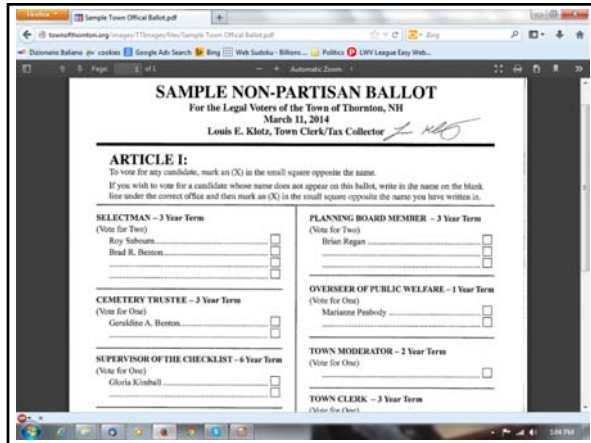 Firefox
Sample Town Offical Ballot.pdf
+
townofthornton.org/images/TTImages/files/Sample Town Offical Ballot.pdf
Bing
Dizionario Italiano
cookies
Google Adv Search
Bing
Web Sudoku - Billions ...
Politics
LWV League Easy Web...
Page:
1
of 1
Automatic Zoom
SAMPLE NON-PARTISAN BALLOT
For the Legal Voters of the Town of Thornton, NH
March 11, 2014
Louis E. Klotz, Town Clerk/Tax Collector
ARTICLE I:
To vote for any candidate, mark an (X) in the small square opposite the name.
If you wish to vote for a candidate whose name does not appear on this ballot, write in the name on the blank
line under the correct office and then mark an (X) in the small square opposite the name you have written in.
SELECTMAN – 3 Year Term
(Vote for Two)
Roy Sabourn
Brad R. Benton
CEMETERY TRUSTEE – 3 Year Term
(Vote for One)
Geraldine A. Benton
SUPERVISOR OF THE CHECKLIST – 6 Year Term
(Vote for One)
Gloria Kimball
PLANNING BOARD MEMBER – 3 Year Term
(Vote for Two)
Brian Regan
OVERSEER OF PUBLIC WELFARE – 1 Year Term
(Vote for One)
Marianne Peabody
TOWN MODERATOR – 2 Year Term
(Vote for One)
TOWN CLERK – 3 Year Term
(Vote for One)